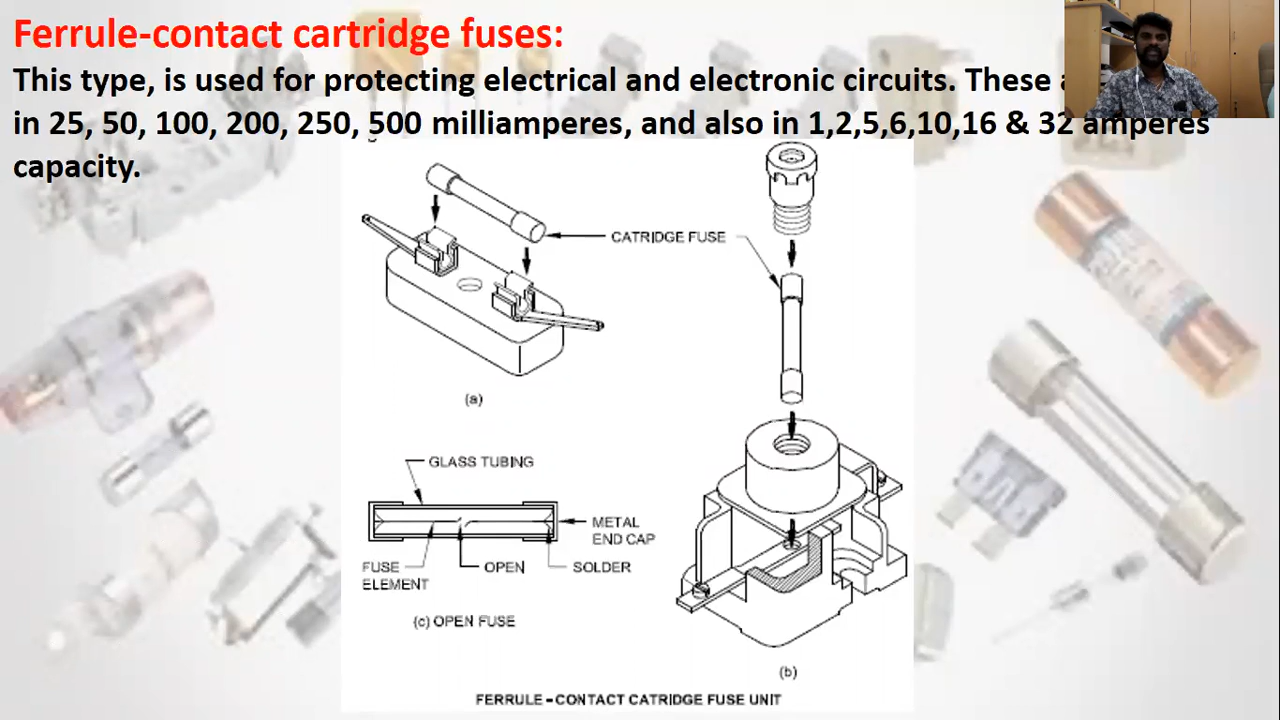 Ferrule-contact cartridge fuses:
This type, is used for protecting electrical and electronic circuits. These
in 25, 50, 100, 200, 250, 500 milliamperes, and also in 1,2,5,6,10,16 & 32 amperes
capacity.
CATRIDGE FUSE
(a)
GLASS TUBING
METAL
END CAP
FUSE
ELEMENT
OPEN
SOLDER
(c) OPEN FUSE
(b)
FERRULE - CONTACT CATRIDGE FUSE UNIT